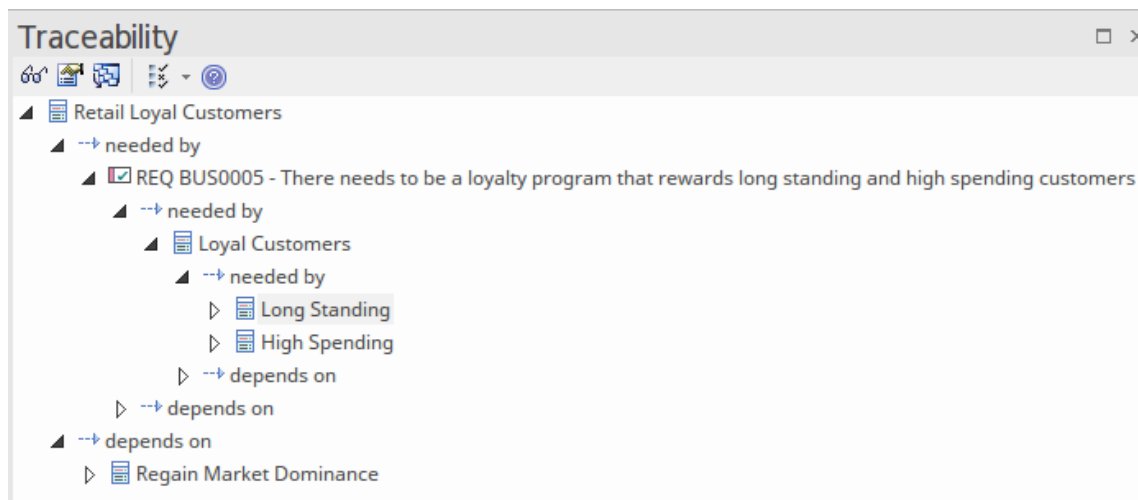 Traceability
Retail Loyal Customers
needed by
REQ BUS0005 - There needs to be a loyalty program that rewards long standing and high spending customers
needed by
Loyal Customers
needed by
Long Standing
High Spending
depends on
depends on
depends on
Regain Market Dominance